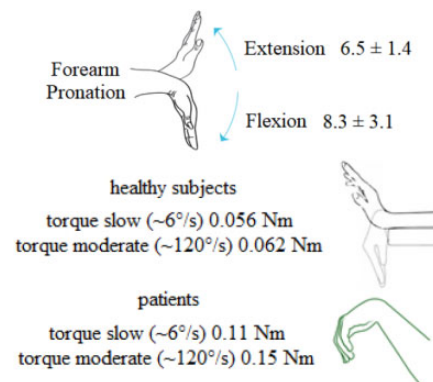 Extension 6.5 ± 1.4
Forearm
Pronation
Flexion 8.3 ± 3.1
healthy subjects
torque slow (~6°/s) 0.056 Nm
torque moderate (~120°/s) 0.062 Nm
patients
torque slow (~6°/s) 0.11 Nm
torque moderate (~120°/s) 0.15 Nm